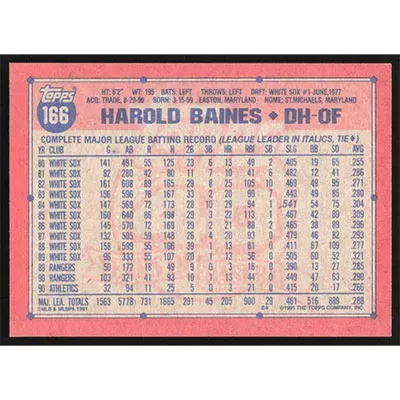 Topps
166
HT: 6'2" WT: 195 BATS: LEFT THROWS: LEFT DRFT: WHITE SOX #1-JUNE, 1977
ACQ: TRADE, 8-29-90 BORN: 3-15-59, EASTON, MARYLAND HOME: ST. MICHAELS, MARYLAND
HAROLD BAINES ♦ DH-OF
COMPLETE MAJOR LEAGUE BATTING RECORD (LEAGUE LEADER IN ITALICS, TIE ♦)
YR CLUB G AB R H 2B 3B HR RBI SB SLG BB SO AVG
80 WHITE SOX 141 491 55 125 23 6 13 49 2 .405 19 65 .255
81 WHITE SOX 82 280 42 80 11 7 10 41 6 .482 12 41 .286
82 WHITE SOX 161 608 89 165 29 8 25 105 10 .469 49 95 .271
83 WHITE SOX 156 596 76 167 33 2 20 99 7 .443 49 85 .280
84 WHITE SOX 147 569 72 173 28 10 29 94 1 .541 54 75 .304
85 WHITE SOX 160 640 86 198 29 3 22 113 1 .467 42 89 .309
86 WHITE SOX 145 570 72 169 29 2 21 88 2 .465 38 89 .296
87 WHITE SOX 132 505 59 148 26 4 20 93 0 .479 46 82 .293
88 WHITE SOX 158 599 55 166 39 1 13 81 0 .411 67 109 .277
89 WHITE SOX 96 333 55 107 20 1 13 56 0 .505 60 52 .321
89 RANGERS 50 172 18 49 9 0 3 16 0 .390 13 27 .285
90 RANGERS 103 321 41 93 10 1 13 44 0 .449 47 63 .290
90 ATHLETICS 32 94 11 25 5 0 3 21 0 .415 20 17 .266
MAJ. LEA. TOTALS 1563 5778 731 1665 291 45 205 900 29 .461 516 889 .288
©MLB & MLBPA 1991 ©1991 THE TOPPS COMPANY, INC.